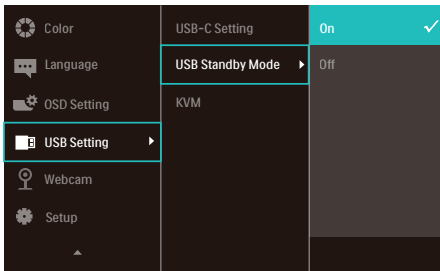 Color
Language
OSD Setting
USB Setting
Webcam
Setup
USB-C Setting
USB Standby Mode
KVM
On
Off